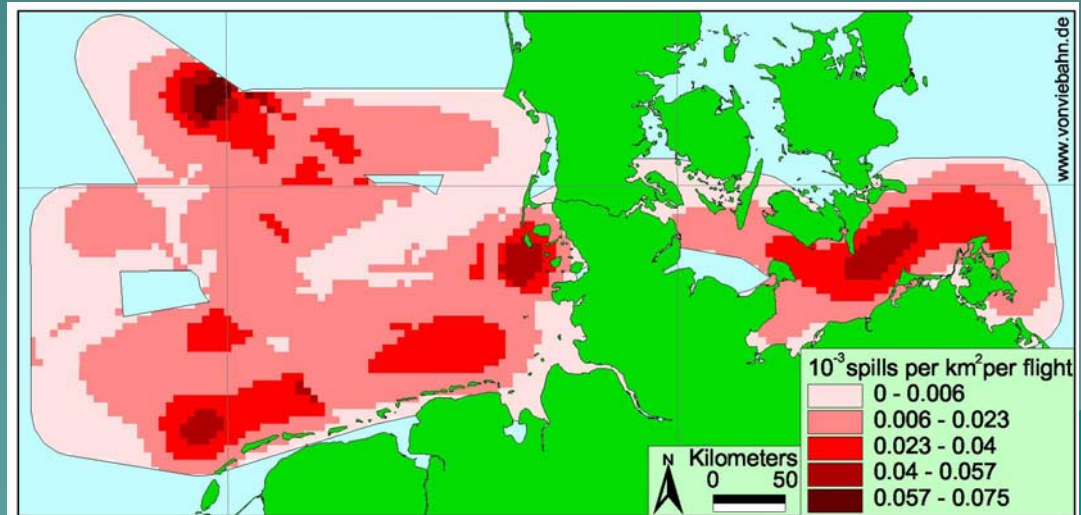 www.vonviebahn.de
10⁻³ spills per km² per flight
0 - 0.006
0.006 - 0.023
0.023 - 0.04
0.04 - 0.057
0.057 - 0.075
N
Kilometers
0 50